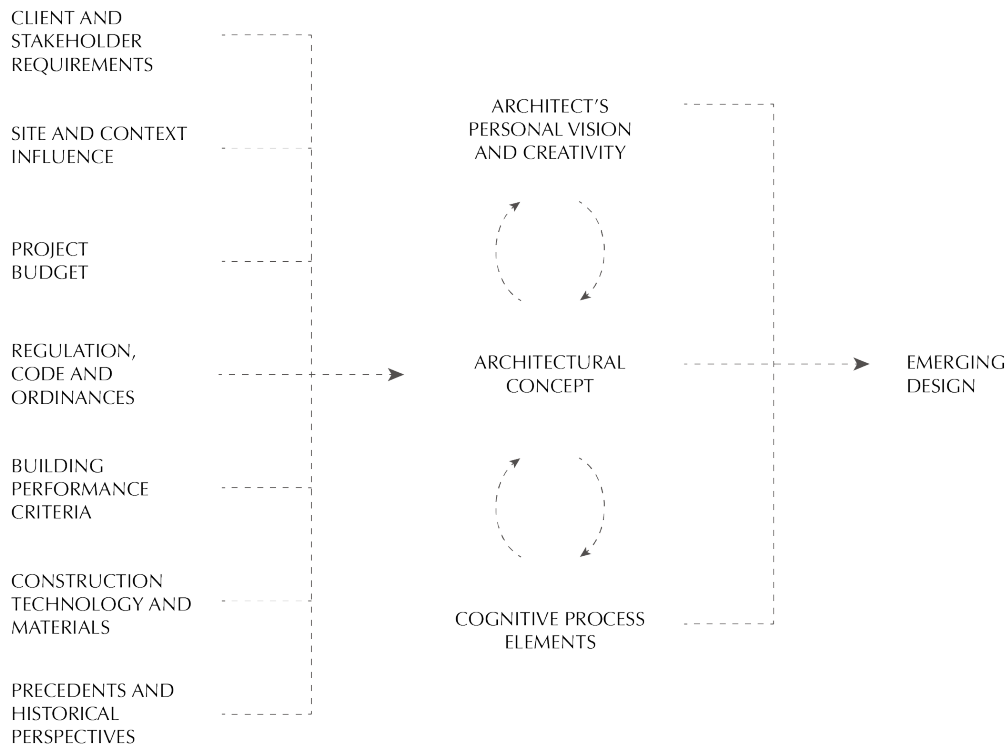 CLIENT AND
STAKEHOLDER
REQUIREMENTS
SITE AND CONTEXT
INFLUENCE
PROJECT
BUDGET
REGULATION,
CODE AND
ORDINANCES
BUILDING
PERFORMANCE
CRITERIA
CONSTRUCTION
TECHNOLOGY AND
MATERIALS
PRECEDENTS AND
HISTORICAL
PERSPECTIVES
ARCHITECT'S
PERSONAL VISION
AND CREATIVITY
ARCHITECTURAL
CONCEPT
COGNITIVE PROCESS
ELEMENTS
EMERGING
DESIGN